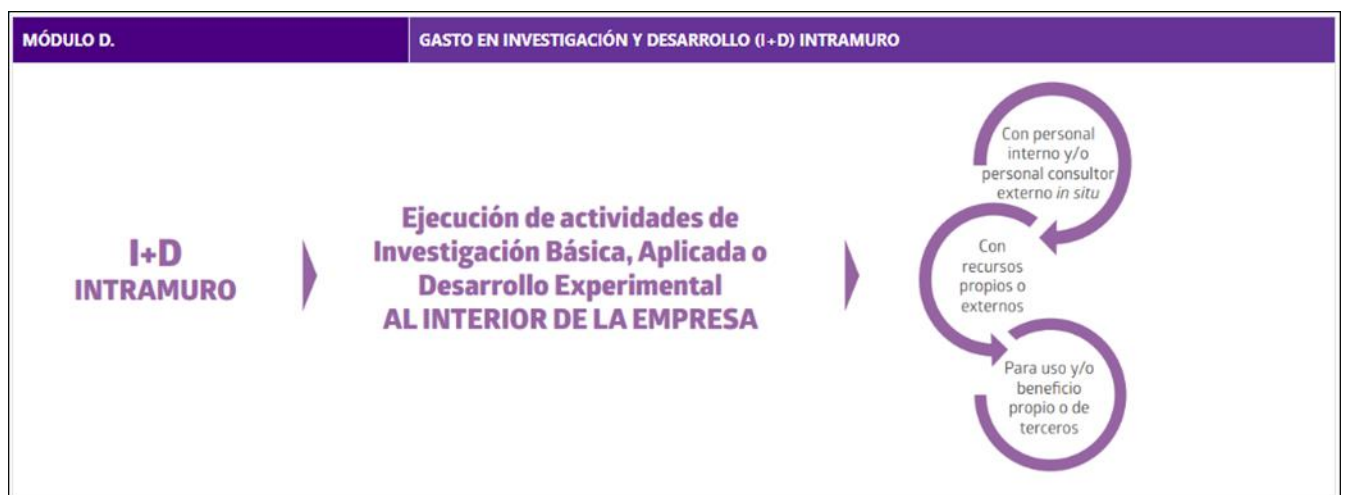 MÓDULO D.
GASTO EN INVESTIGACIÓN Y DESARROLLO (I+D) INTRAMURO
I+D
INTRAMURO
Ejecución de actividades de
Investigación Básica, Aplicada o
Desarrollo Experimental
AL INTERIOR DE LA EMPRESA
Con personal
interno y/o
personal consultor
externo in situ
Con
recursos
propios o
externos
Para uso y/o
beneficio
propio o de
terceros